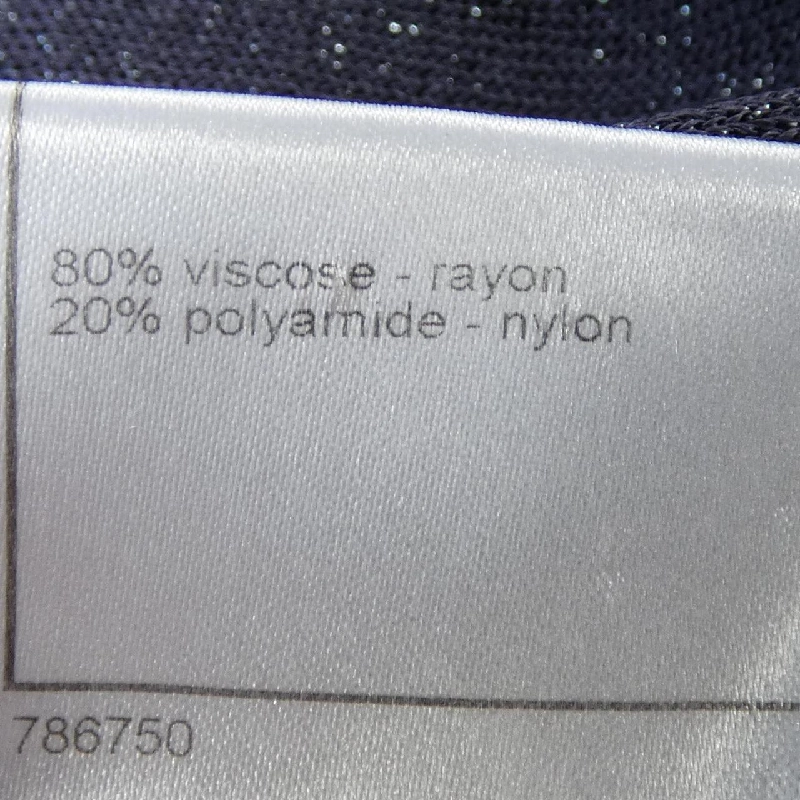 80% viscose - rayon
20% polyamide - nylon
786750